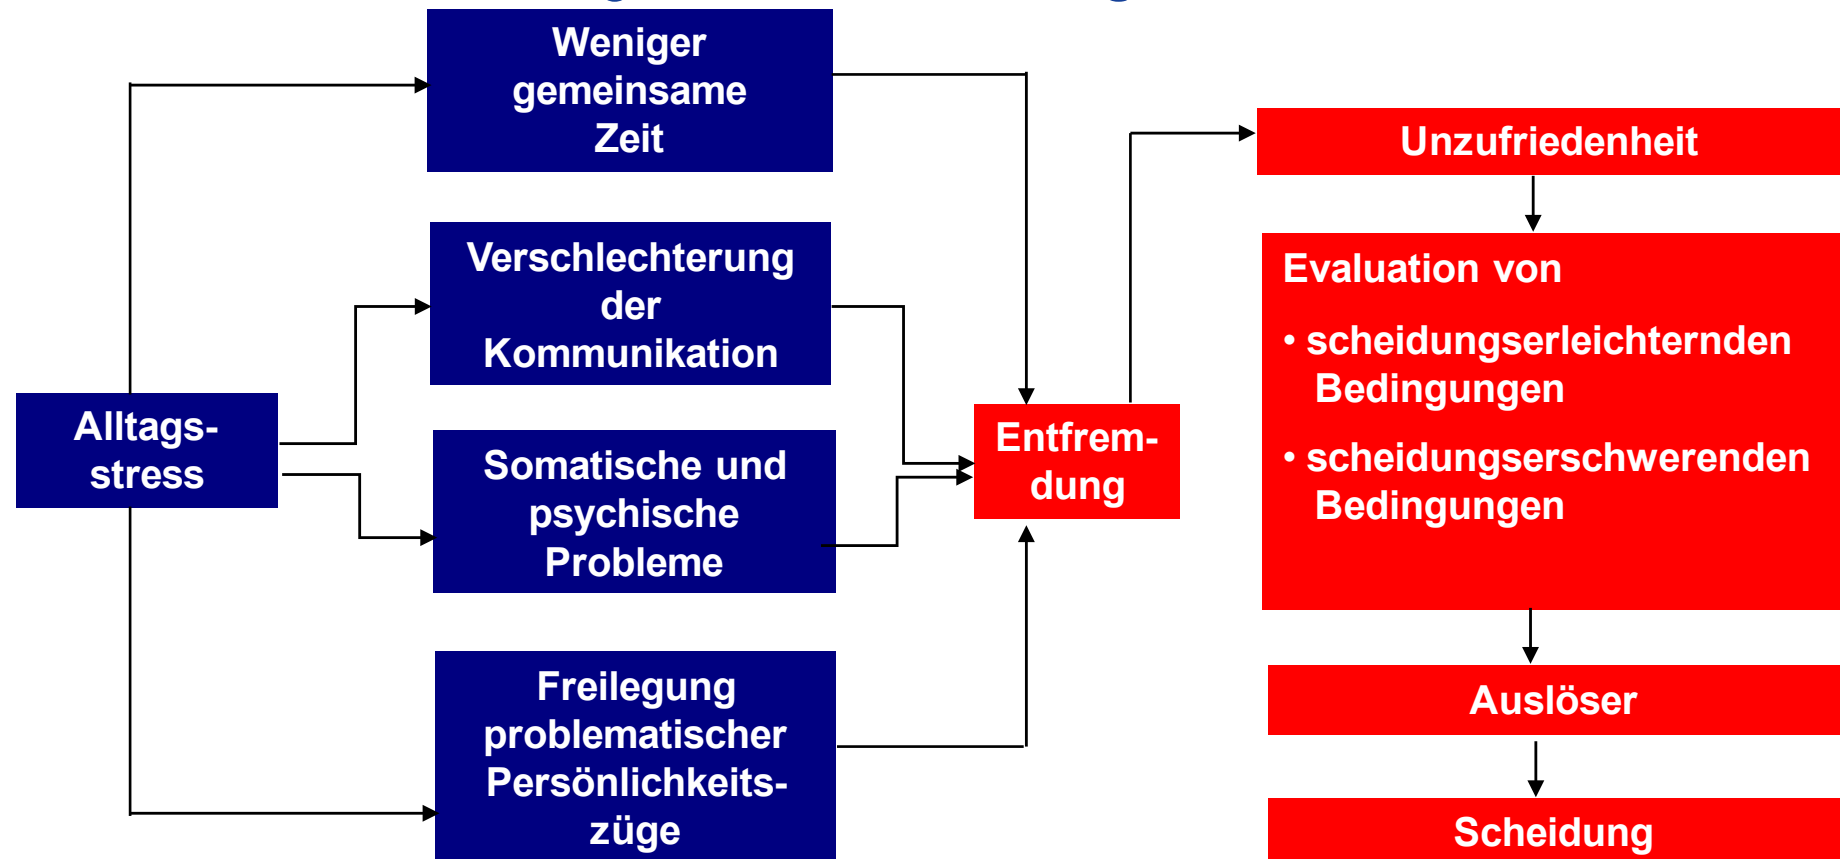 Weniger
gemeinsame
Zeit
Verschlechterung
der
Kommunikation
Alltags-
stress
Somatische und
psychische
Probleme
Freilegung
problematischer
Persönlichkeits-
züge
Entfrem-
dung
Unzufriedenheit
Evaluation von
• scheidungserleichternden
Bedingungen
• scheidungserschwerenden
Bedingungen
Auslöser
Scheidung